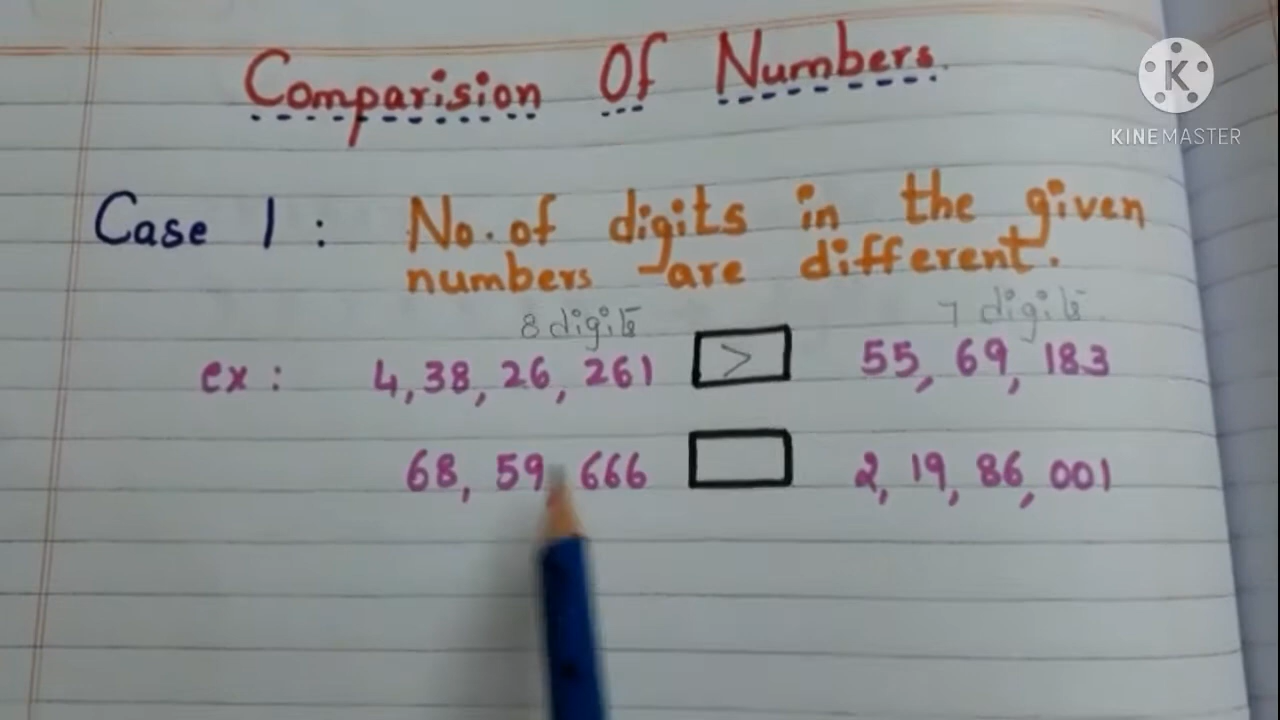 Comparision Of Numbers.
KINEMASTER
Case 1 : No. of digits in the given
numbers are different.
8 digits 7 digits
ex : 4,38, 26, 261 > 55, 69, 183
68, 59, 666 2, 19, 86, 001